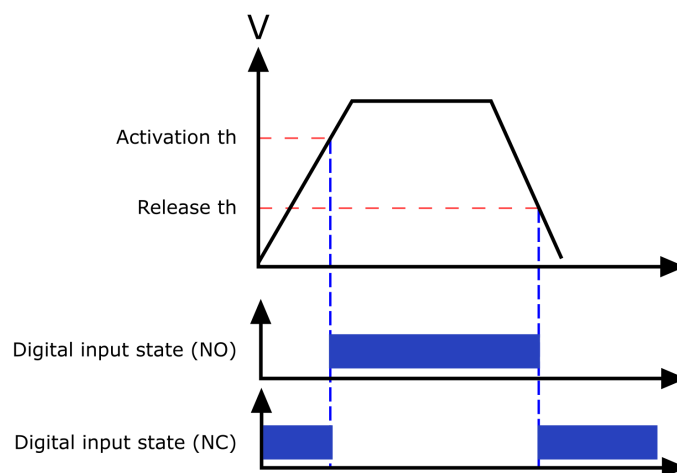 V
Activation th
Release th
Digital input state (NO)
Digital input state (NC)